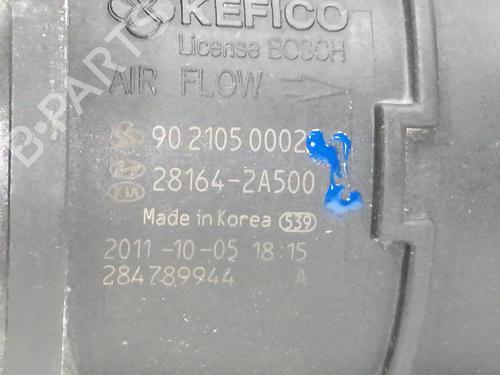 KEFICO
License BOSCH
AIR FLOW
90 2105 0002
28164-2A500
KIA
Made in Korea 539
2011-10-05 18:15
284789944 A
B-PARTS